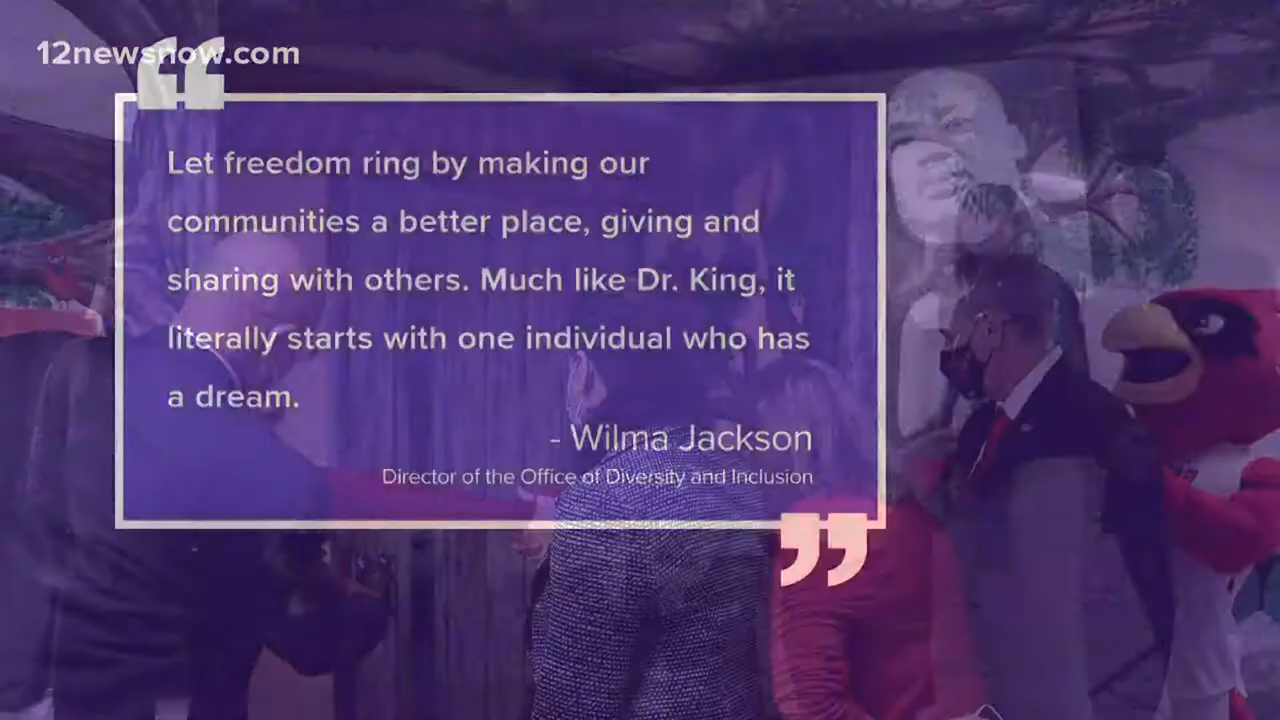 12newsnow.com
“
Let freedom ring by making our
communities a better place, giving and
sharing with others. Much like Dr. King, it
literally starts with one individual who has
a dream.
- Wilma Jackson
Director of the Office of Diversity and Inclusion
”